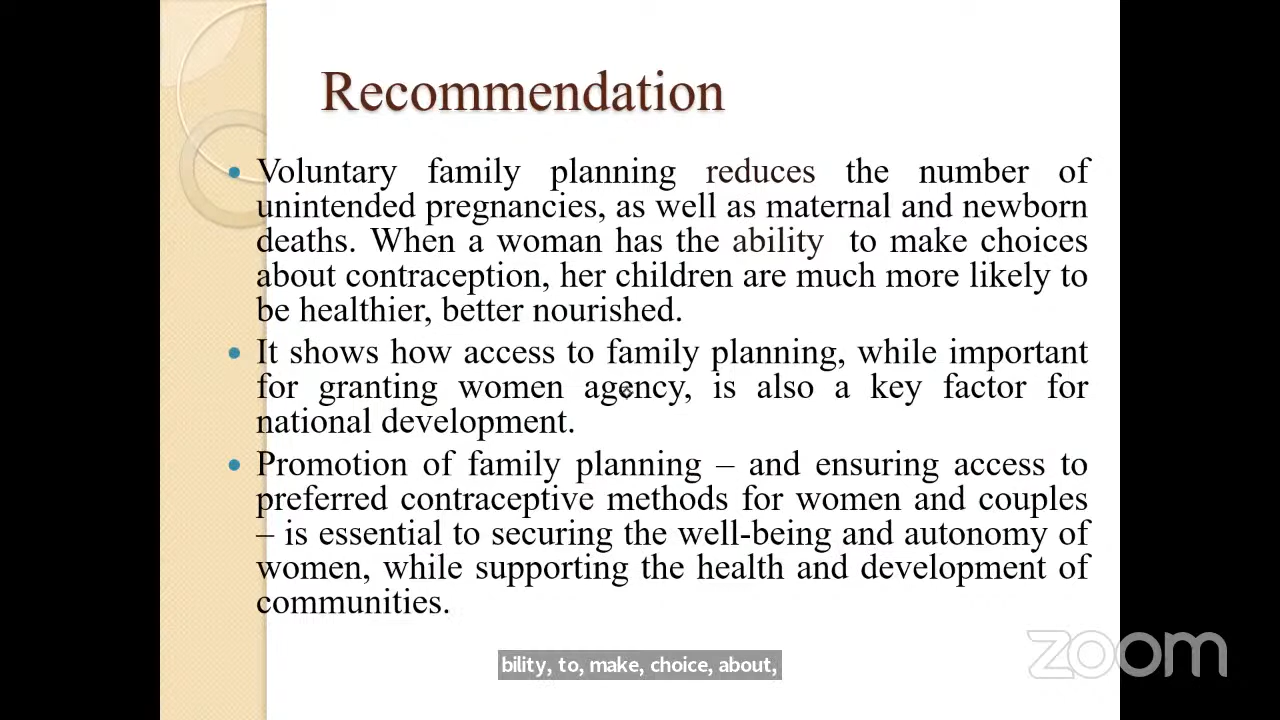 Recommendation
Voluntary family planning reduces the number of
unintended pregnancies, as well as maternal and newborn
deaths. When a woman has the ability to make choices
about contraception, her children are much more likely to
be healthier, better nourished.
It shows how access to family planning, while important
for granting women agency, is also a key factor for
national development.
Promotion of family planning – and ensuring access to
preferred contraceptive methods for women and couples
– is essential to securing the well-being and autonomy of
women, while supporting the health and development of
communities.
zoom
bility, to, make, choice, about,